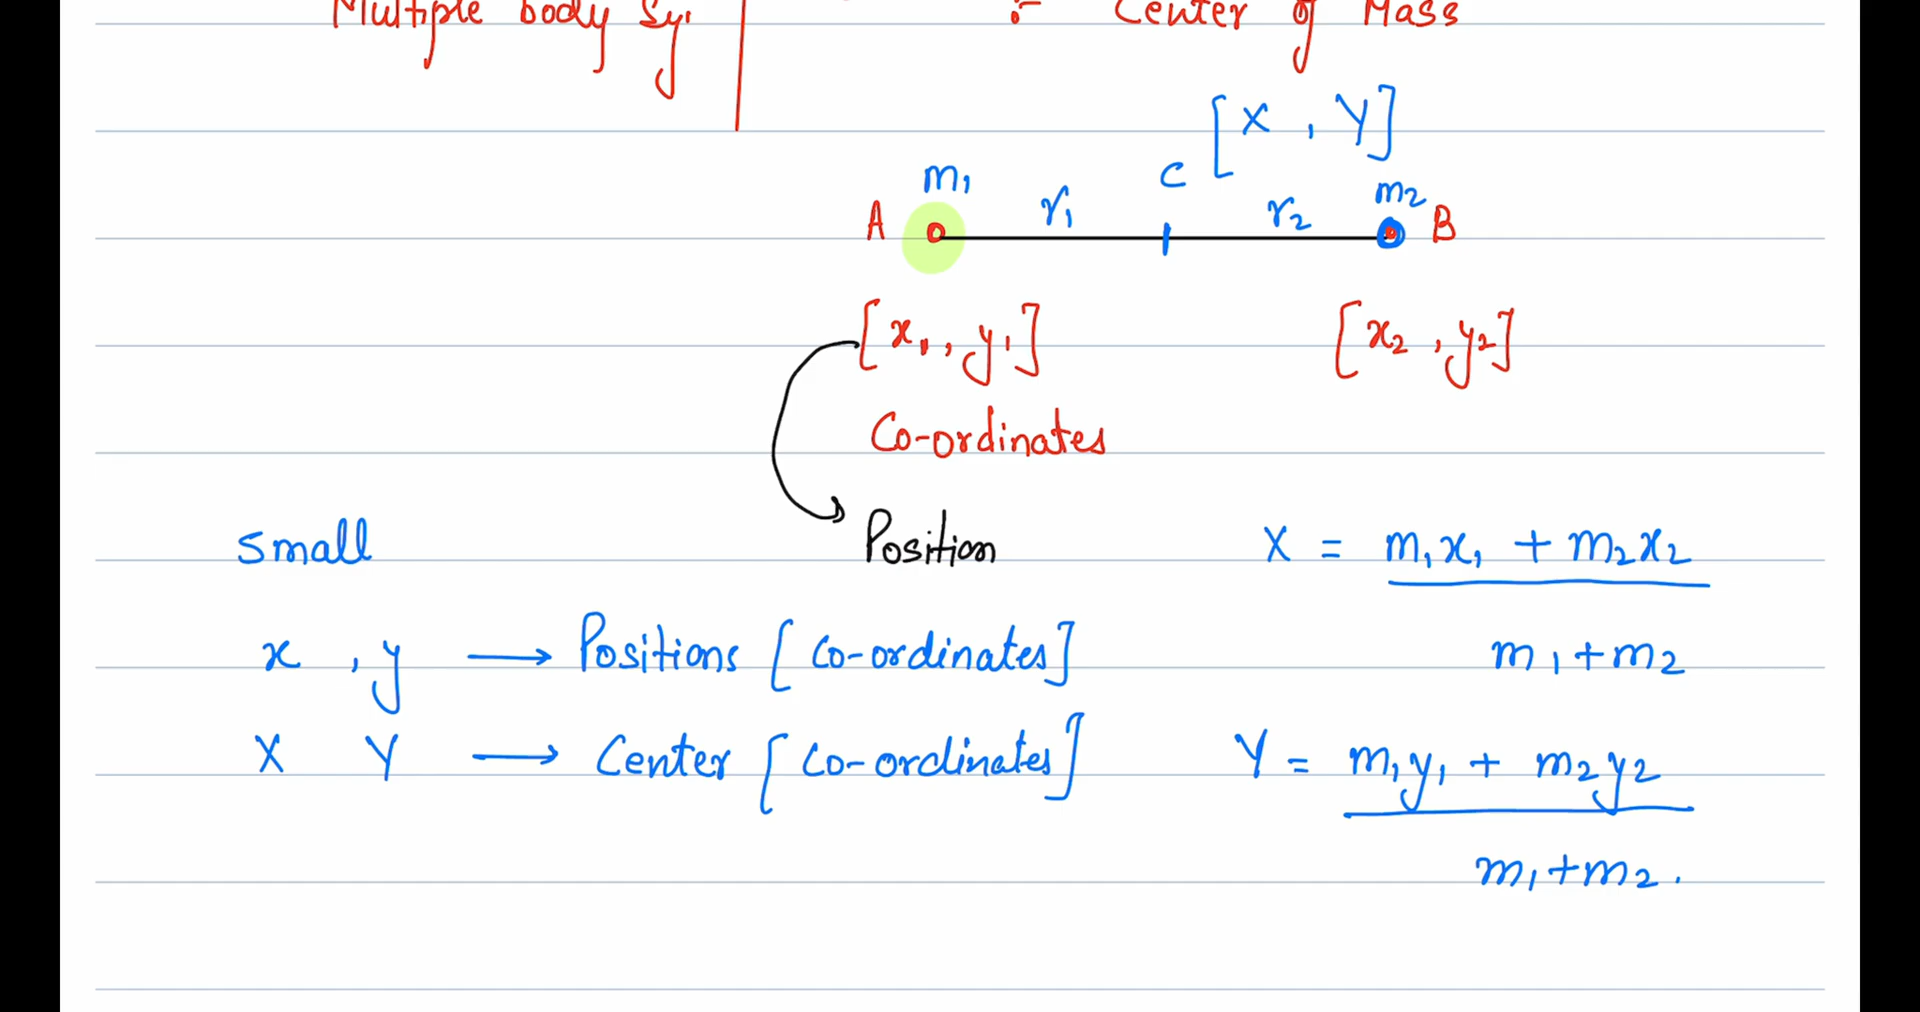 Multiple body Sy. :- Center of Mass
[X , Y]
m₁ C m₂
A r₁ r₂ B
[x₁, y₁] [x₂, y₂]
Co-ordinates
small Position X = m₁x₁ + m₂x₂
x , y → Positions [Co-ordinates] m₁+m₂
X Y → Center [Co-ordinates] Y = m₁y₁ + m₂y₂
m₁+m₂.